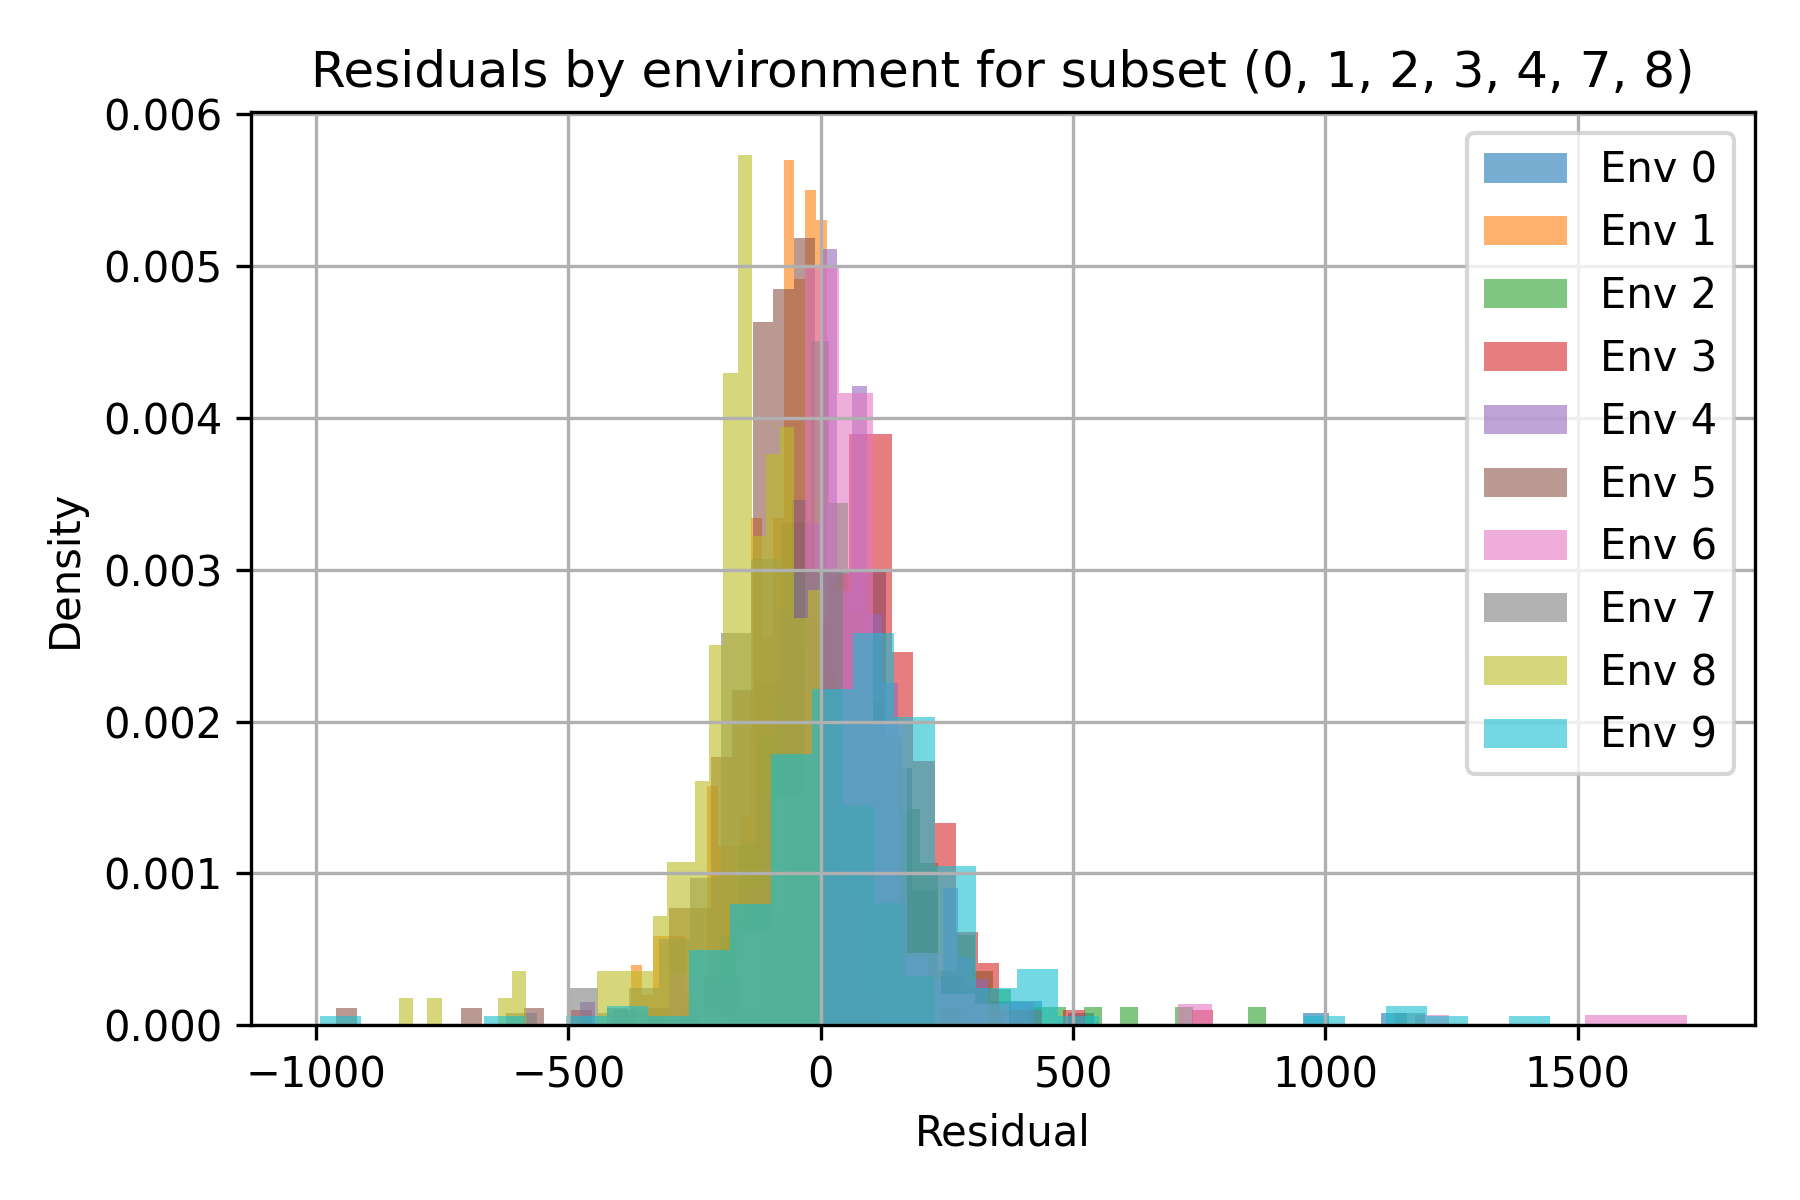 Residuals by environment for subset (0, 1, 2, 3, 4, 7, 8)
0.006
0.005
0.004
0.003
0.002
0.001
0.000
Density
−1000
−500
0
500
1000
1500
Residual
Env 0
Env 1
Env 2
Env 3
Env 4
Env 5
Env 6
Env 7
Env 8
Env 9